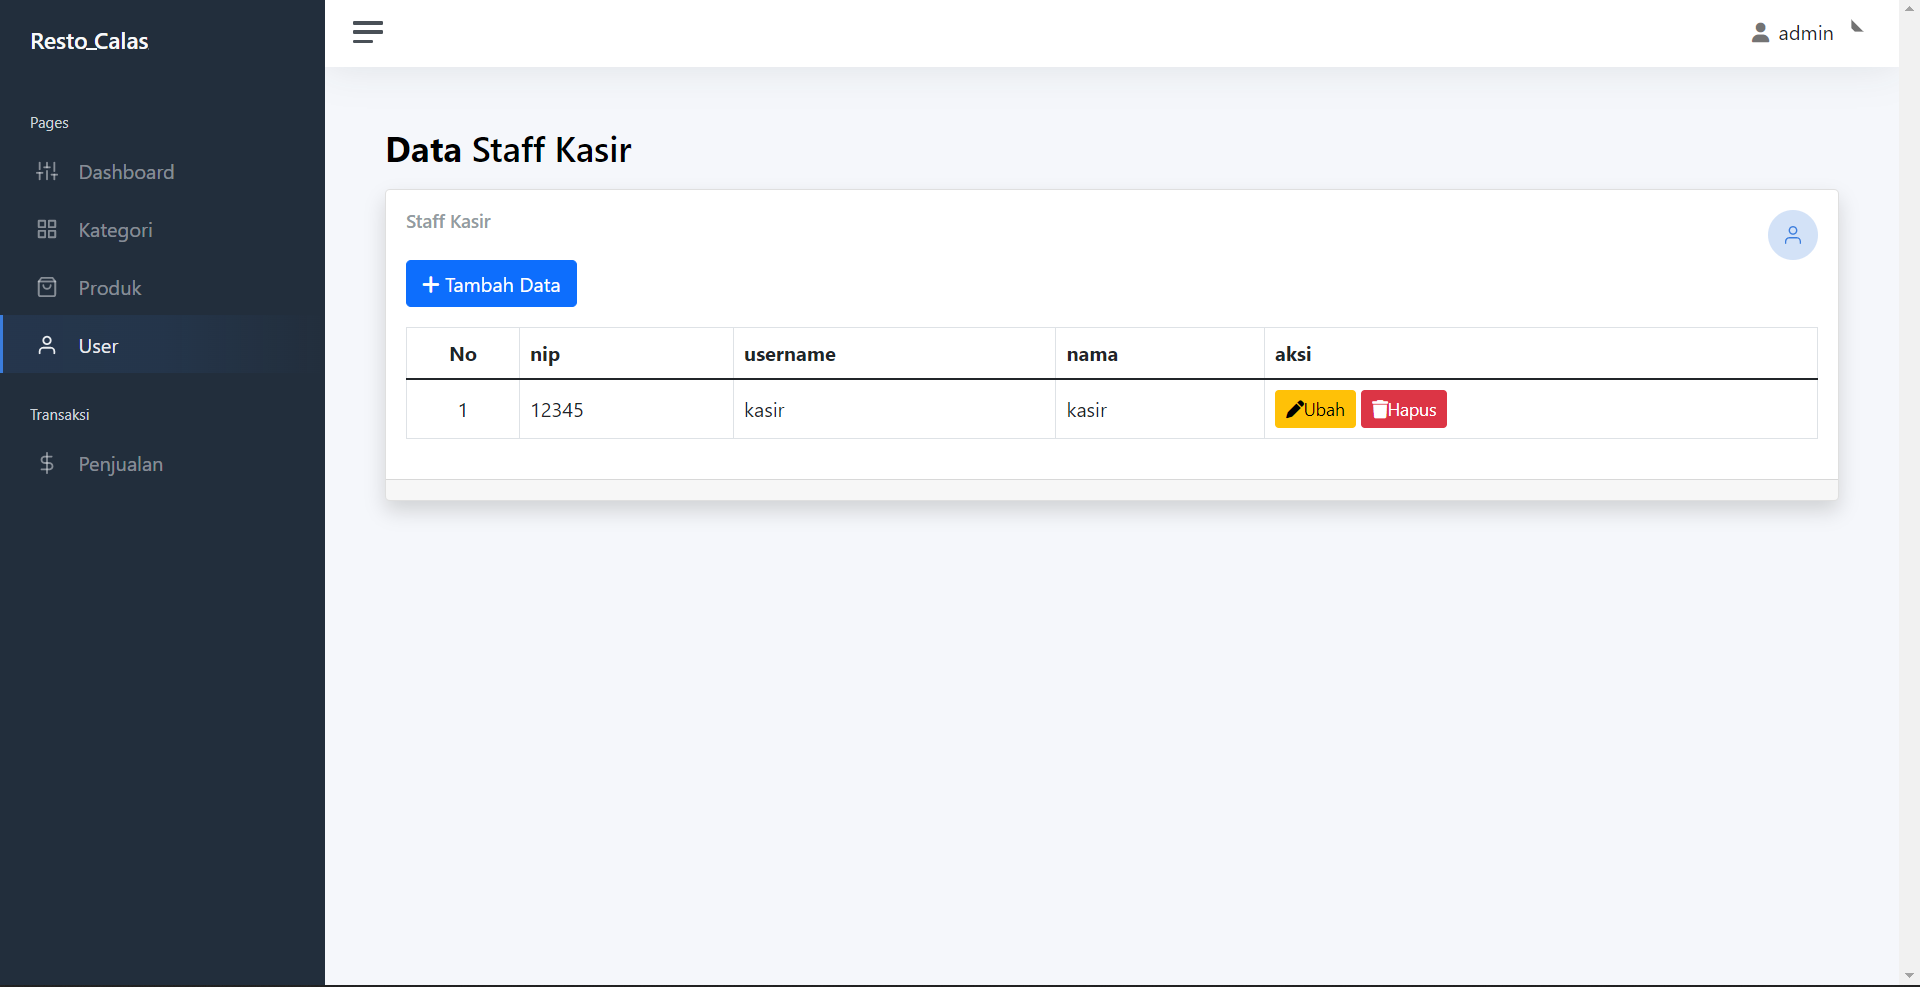 Resto_Calas
admin
Pages
Dashboard
Kategori
Produk
User
Transaksi
Penjualan
Data Staff Kasir
Staff Kasir
Tambah Data
No nip username nama aksi
1 12345 kasir kasir Ubah Hapus